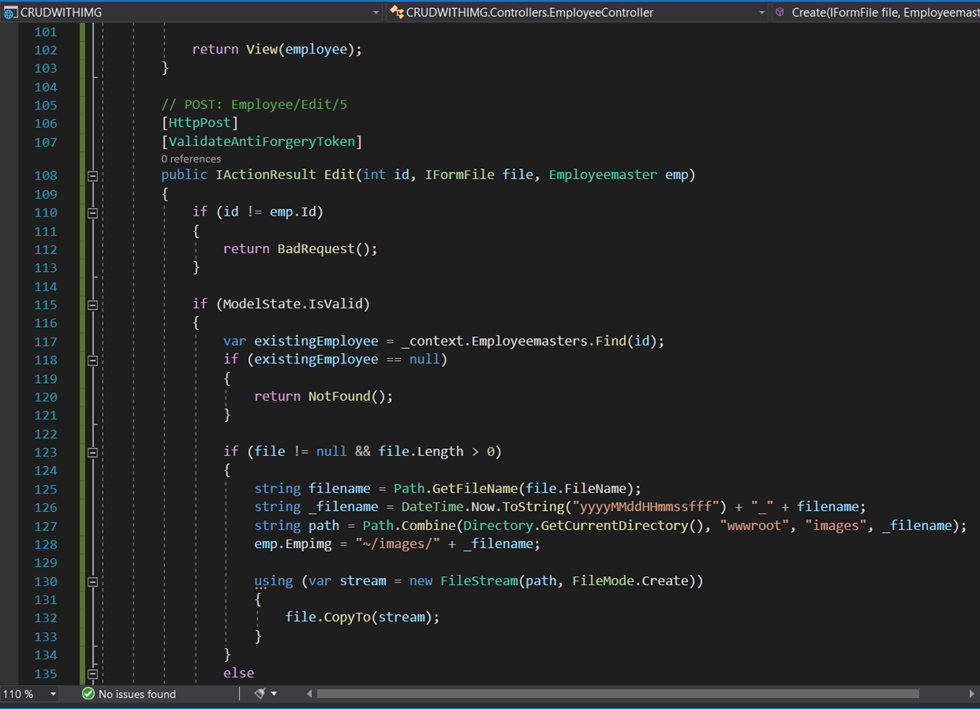 CRUDWITHIMG CRUDWITHIMG.Controllers.EmployeeController Create(IFormFile file, Employeemast
101
102 return View(employee);
103 }
104
105 // POST: Employee/Edit/5
106 [HttpPost]
107 [ValidateAntiForgeryToken]
0 references
108 public IActionResult Edit(int id, IFormFile file, Employeemaster emp)
109 {
110 if (id != emp.Id)
111 {
112 return BadRequest();
113 }
114
115 if (ModelState.IsValid)
116 {
117 var existingEmployee = _context.Employeemasters.Find(id);
118 if (existingEmployee == null)
119 {
120 return NotFound();
121 }
122
123 if (file != null && file.Length > 0)
124 {
125 string filename = Path.GetFileName(file.FileName);
126 string _filename = DateTime.Now.ToString("yyyyMMddHHmmssfff") + "_" + filename;
127 string path = Path.Combine(Directory.GetCurrentDirectory(), "wwwroot", "images", _filename);
128 emp.Empimg = "~/images/" + _filename;
129
130 using (var stream = new FileStream(path, FileMode.Create))
131 {
132 file.CopyTo(stream);
133 }
134 }
135 else
110 % No issues found